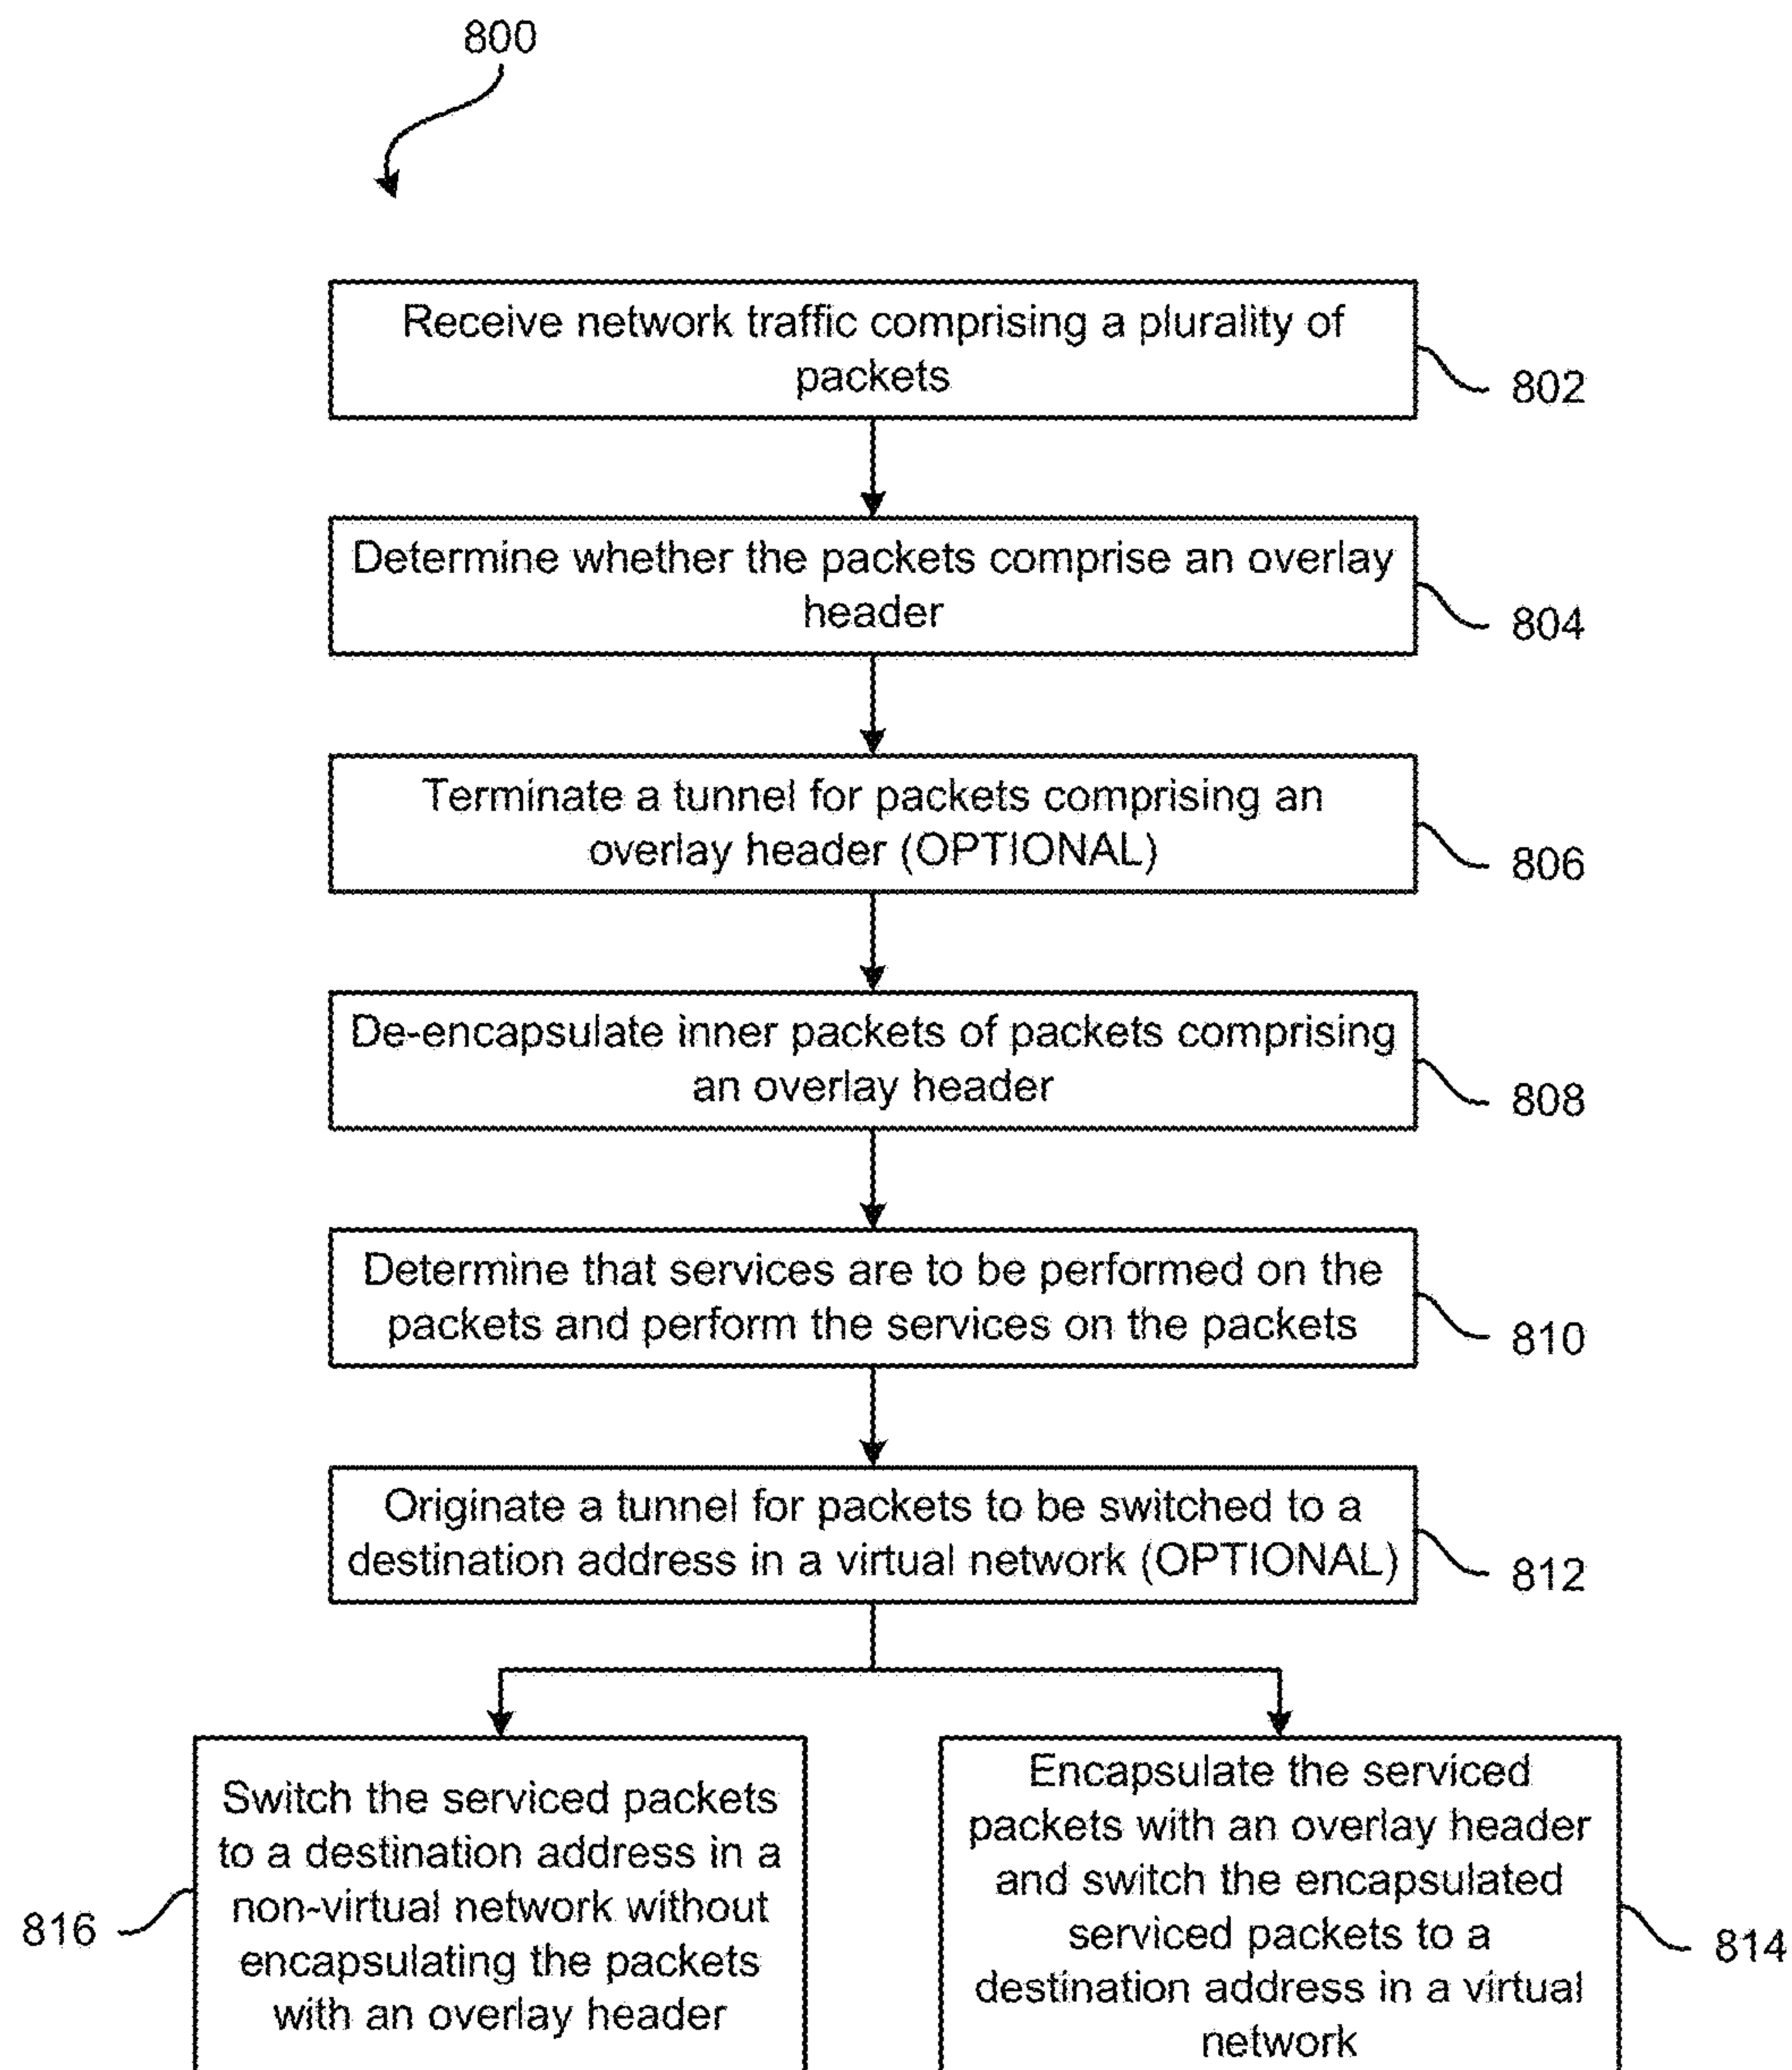 800
Receive network traffic comprising a plurality of
packets
802
Determine whether the packets comprise an overlay
header
804
Terminate a tunnel for packets comprising an
overlay header (OPTIONAL)
806
De-encapsulate inner packets of packets comprising
an overlay header
808
Determine that services are to be performed on the
packets and perform the services on the packets
810
Originate a tunnel for packets to be switched to a
destination address in a virtual network (OPTIONAL)
812
Switch the serviced packets
to a destination address in a
non-virtual network without
encapsulating the packets
with an overlay header
816
Encapsulate the serviced
packets with an overlay header
and switch the encapsulated
serviced packets to a
destination address in a virtual
network
814